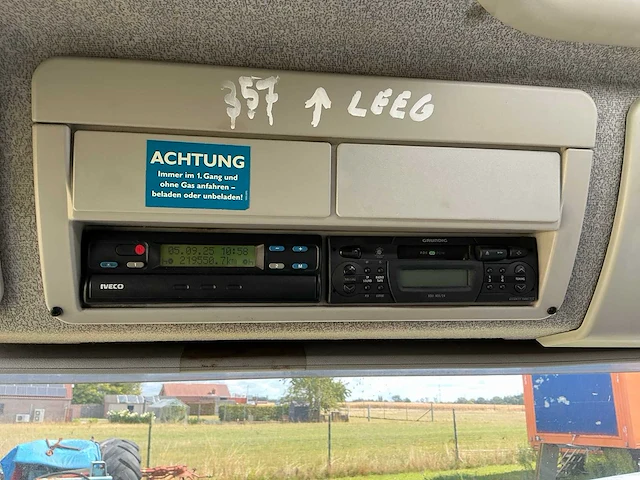 357 ↑ LEEG
ACHTUNG
Immer im 1. Gang und
ohne Gas anfahren –
beladen oder unbeladen!
05.09.25 10:58
219550.7km
IVECO
GRUNDIG